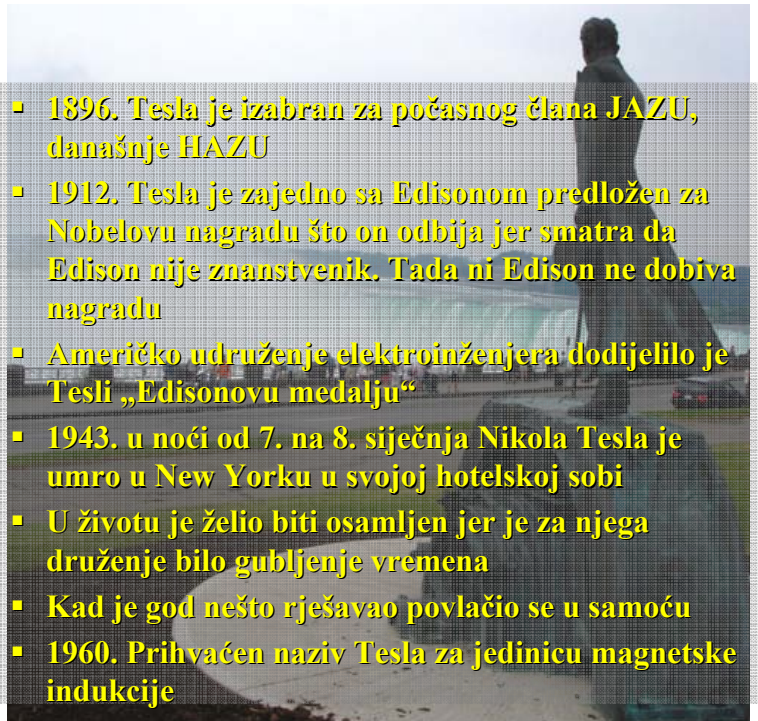 ▪ 1896. Tesla je izabran za počasnog člana JAZU,
današnje HAZU
▪ 1912. Tesla je zajedno sa Edisonom predložen za
Nobelovu nagradu što on odbija jer smatra da
Edison nije znanstvenik. Tada ni Edison ne dobiva
nagradu
▪ Američko udruženje elektroinženjera dodijelilo je
Tesli „Edisonovu medalju“
▪ 1943. u noći od 7. na 8. siječnja Nikola Tesla je
umro u New Yorku u svojoj hotelskoj sobi
▪ U životu je želio biti osamljen jer je za njega
druženje bilo gubljenje vremena
▪ Kad je god nešto rješavao povlačio se u samoću
▪ 1960. Prihvaćen naziv Tesla za jedinicu magnetske
indukcije